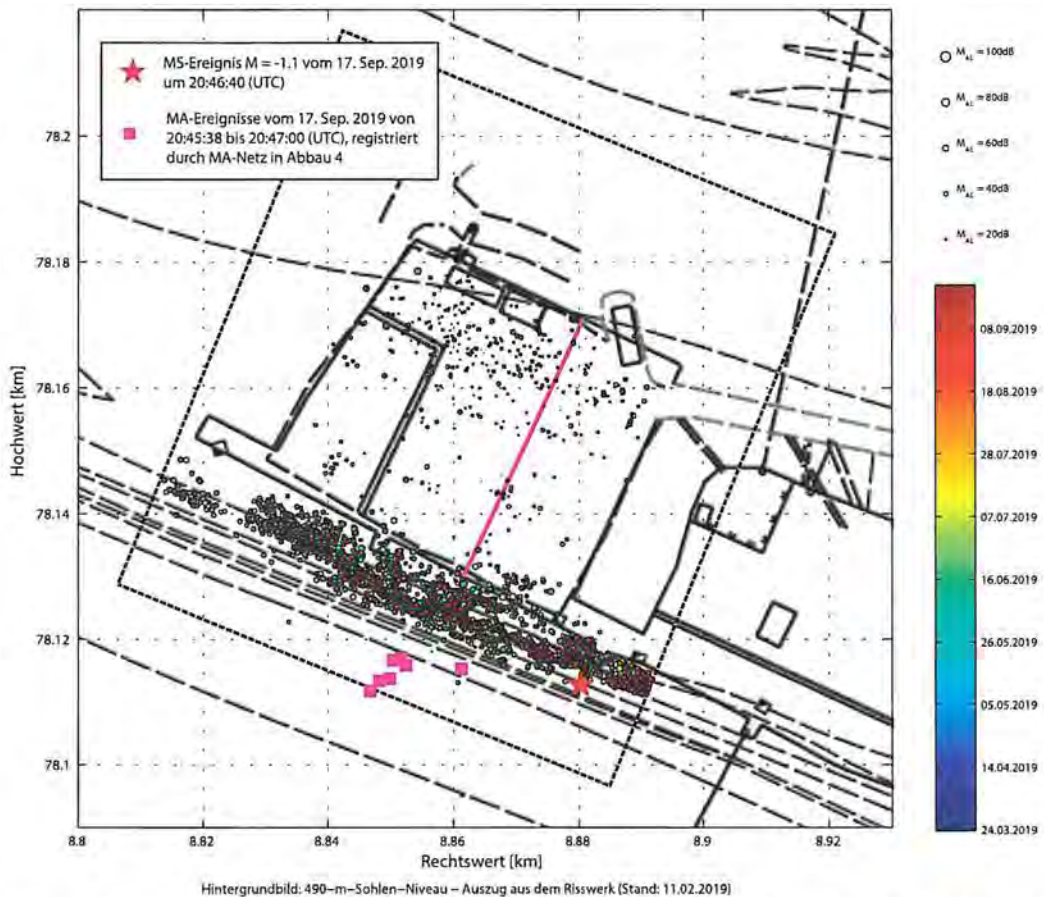 MS-Ereignis M = -1.1 vom 17. Sep. 2019
um 20:46:40 (UTC)
MA-Ereignisse vom 17. Sep. 2019 von
20:45:38 bis 20:47:00 (UTC), registriert
durch MA-Netz in Abbau 4
M_AE = 100dB
M_AE = 80dB
M_AE = 60dB
M_AE = 40dB
M_AE = 20dB
78.2
78.18
78.16
78.14
78.12
78.1
Hochwert [km]
08.09.2019
18.08.2019
28.07.2019
07.07.2019
16.06.2019
26.05.2019
05.05.2019
14.04.2019
24.03.2019
8.8
8.82
8.84
8.86
8.88
8.9
8.92
Rechtswert [km]
Hintergrundbild: 490-m-Sohlen-Niveau - Auszug aus dem Risswerk (Stand: 11.02.2019)